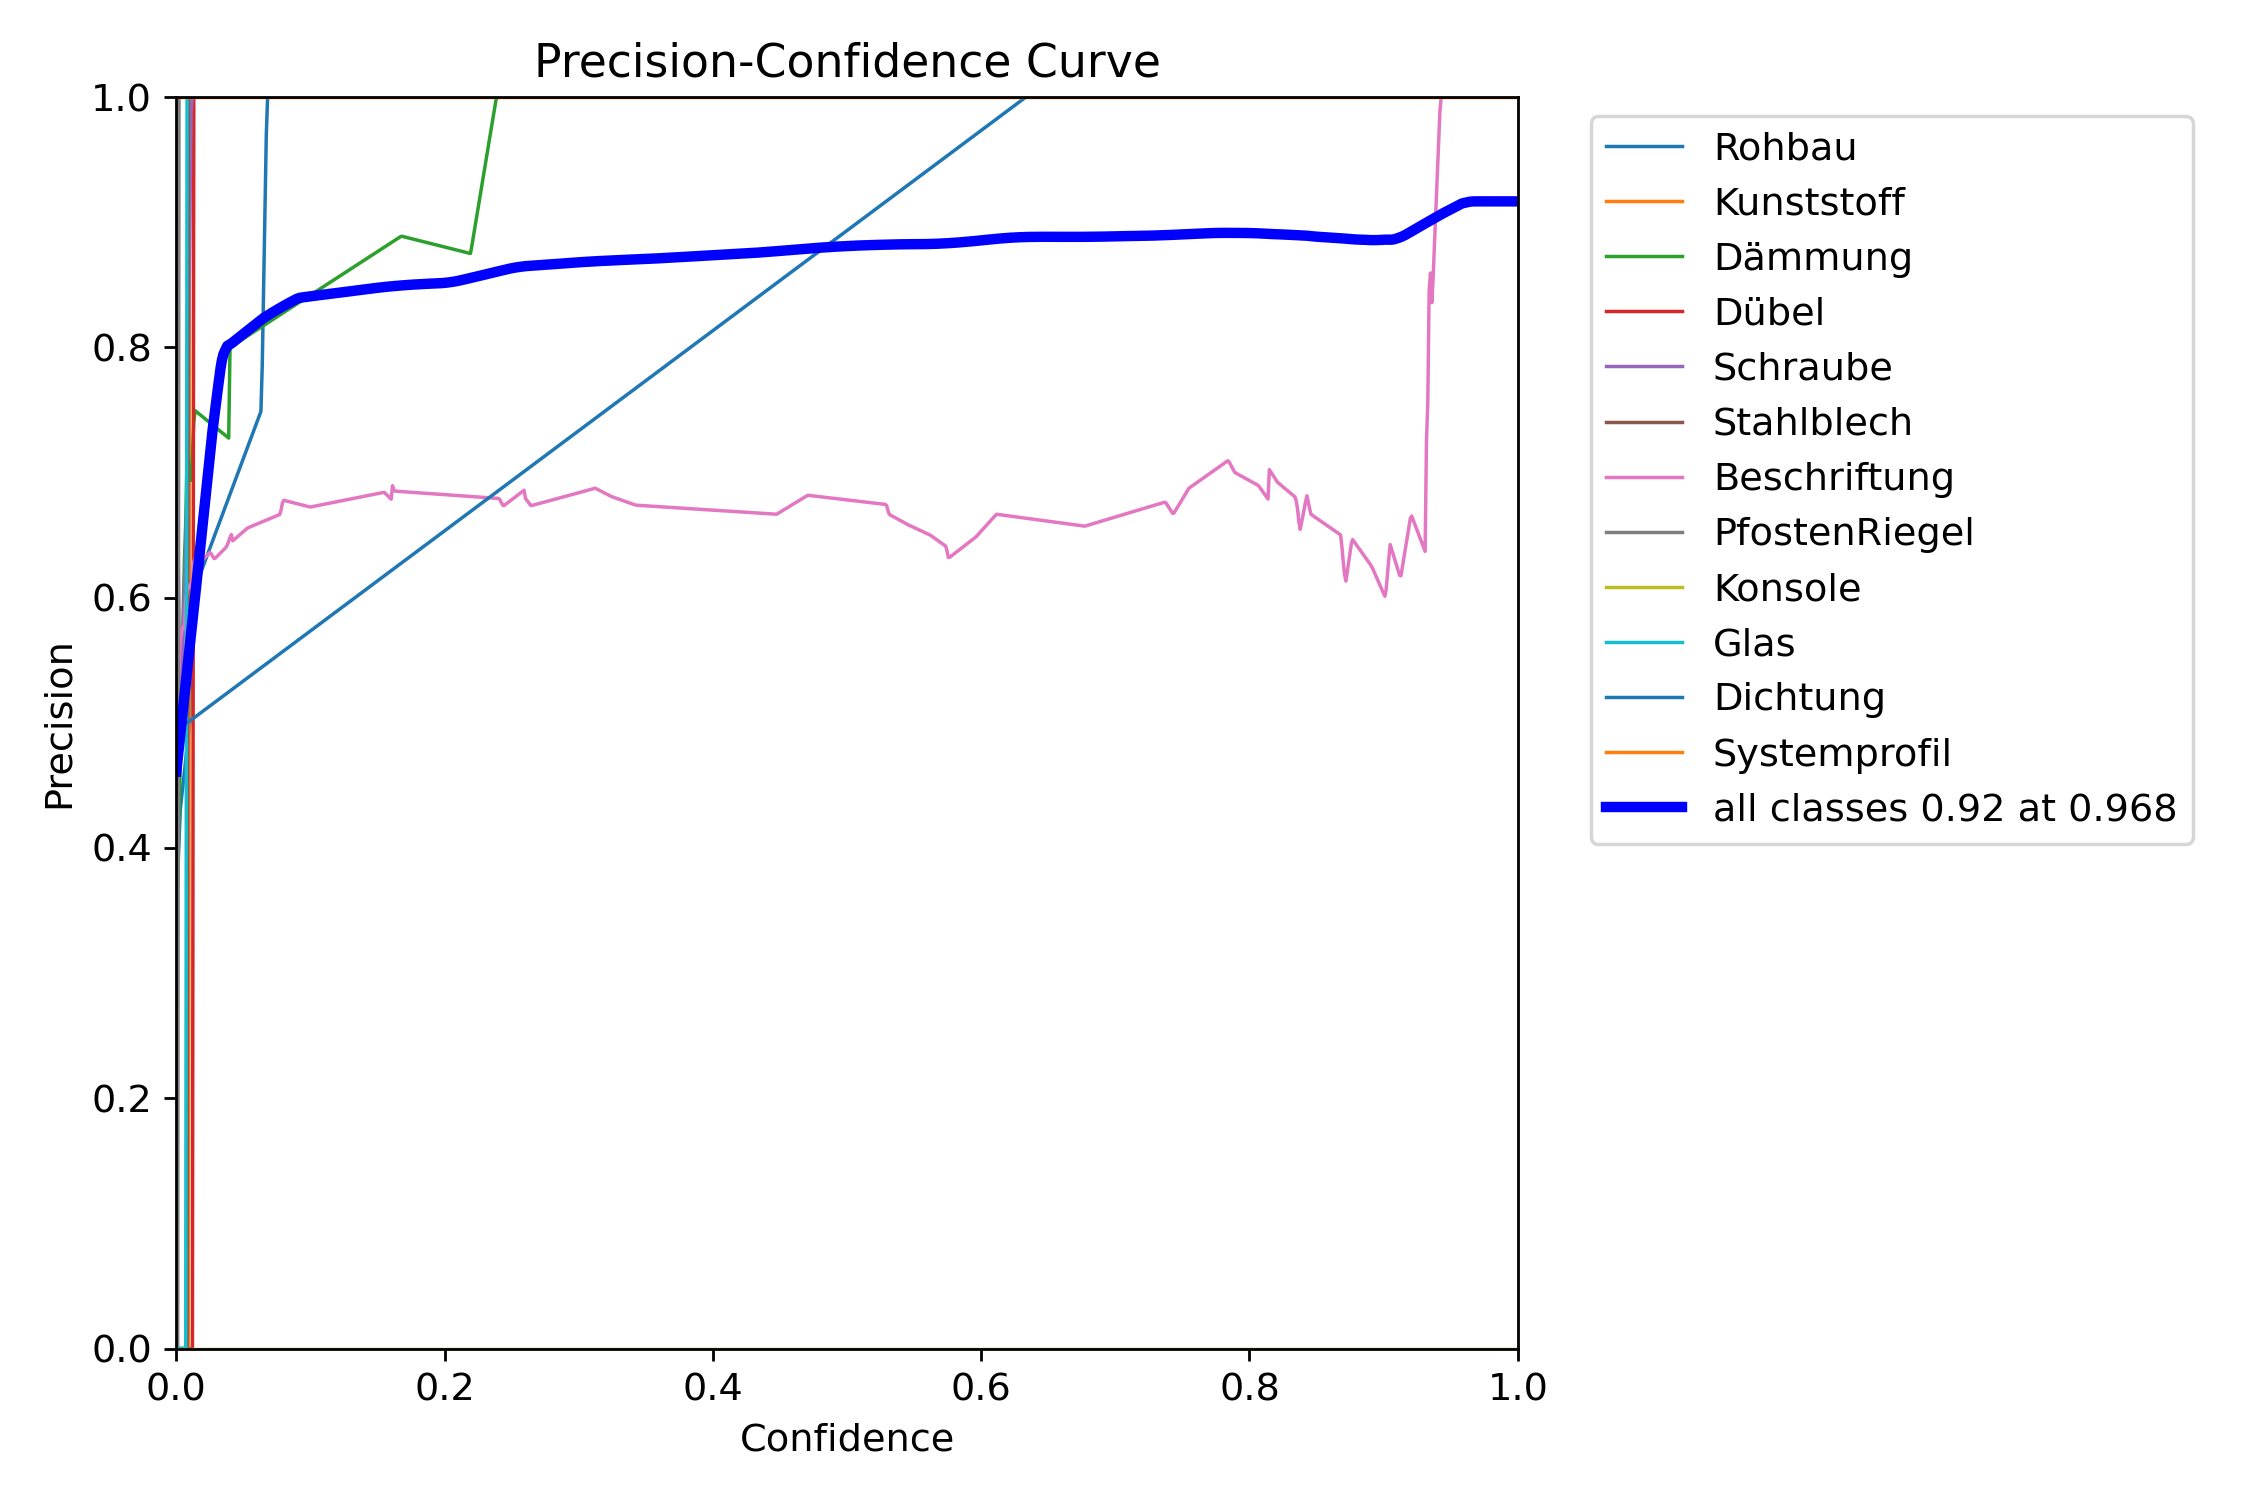 Precision-Confidence Curve
1.0
0.8
0.6
0.4
0.2
0.0
Precision
0.0 0.2 0.4 0.6 0.8 1.0
Confidence
Rohbau
Kunststoff
Dämmung
Dübel
Schraube
Stahlblech
Beschriftung
PfostenRiegel
Konsole
Glas
Dichtung
Systemprofil
all classes 0.92 at 0.968